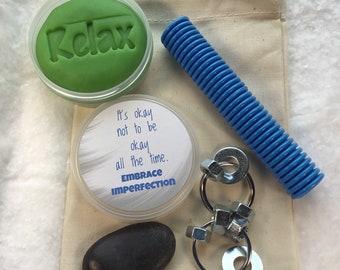 Relax
It's okay
not to be
okay
all the time.
EMBRACE
IMPERFECTION